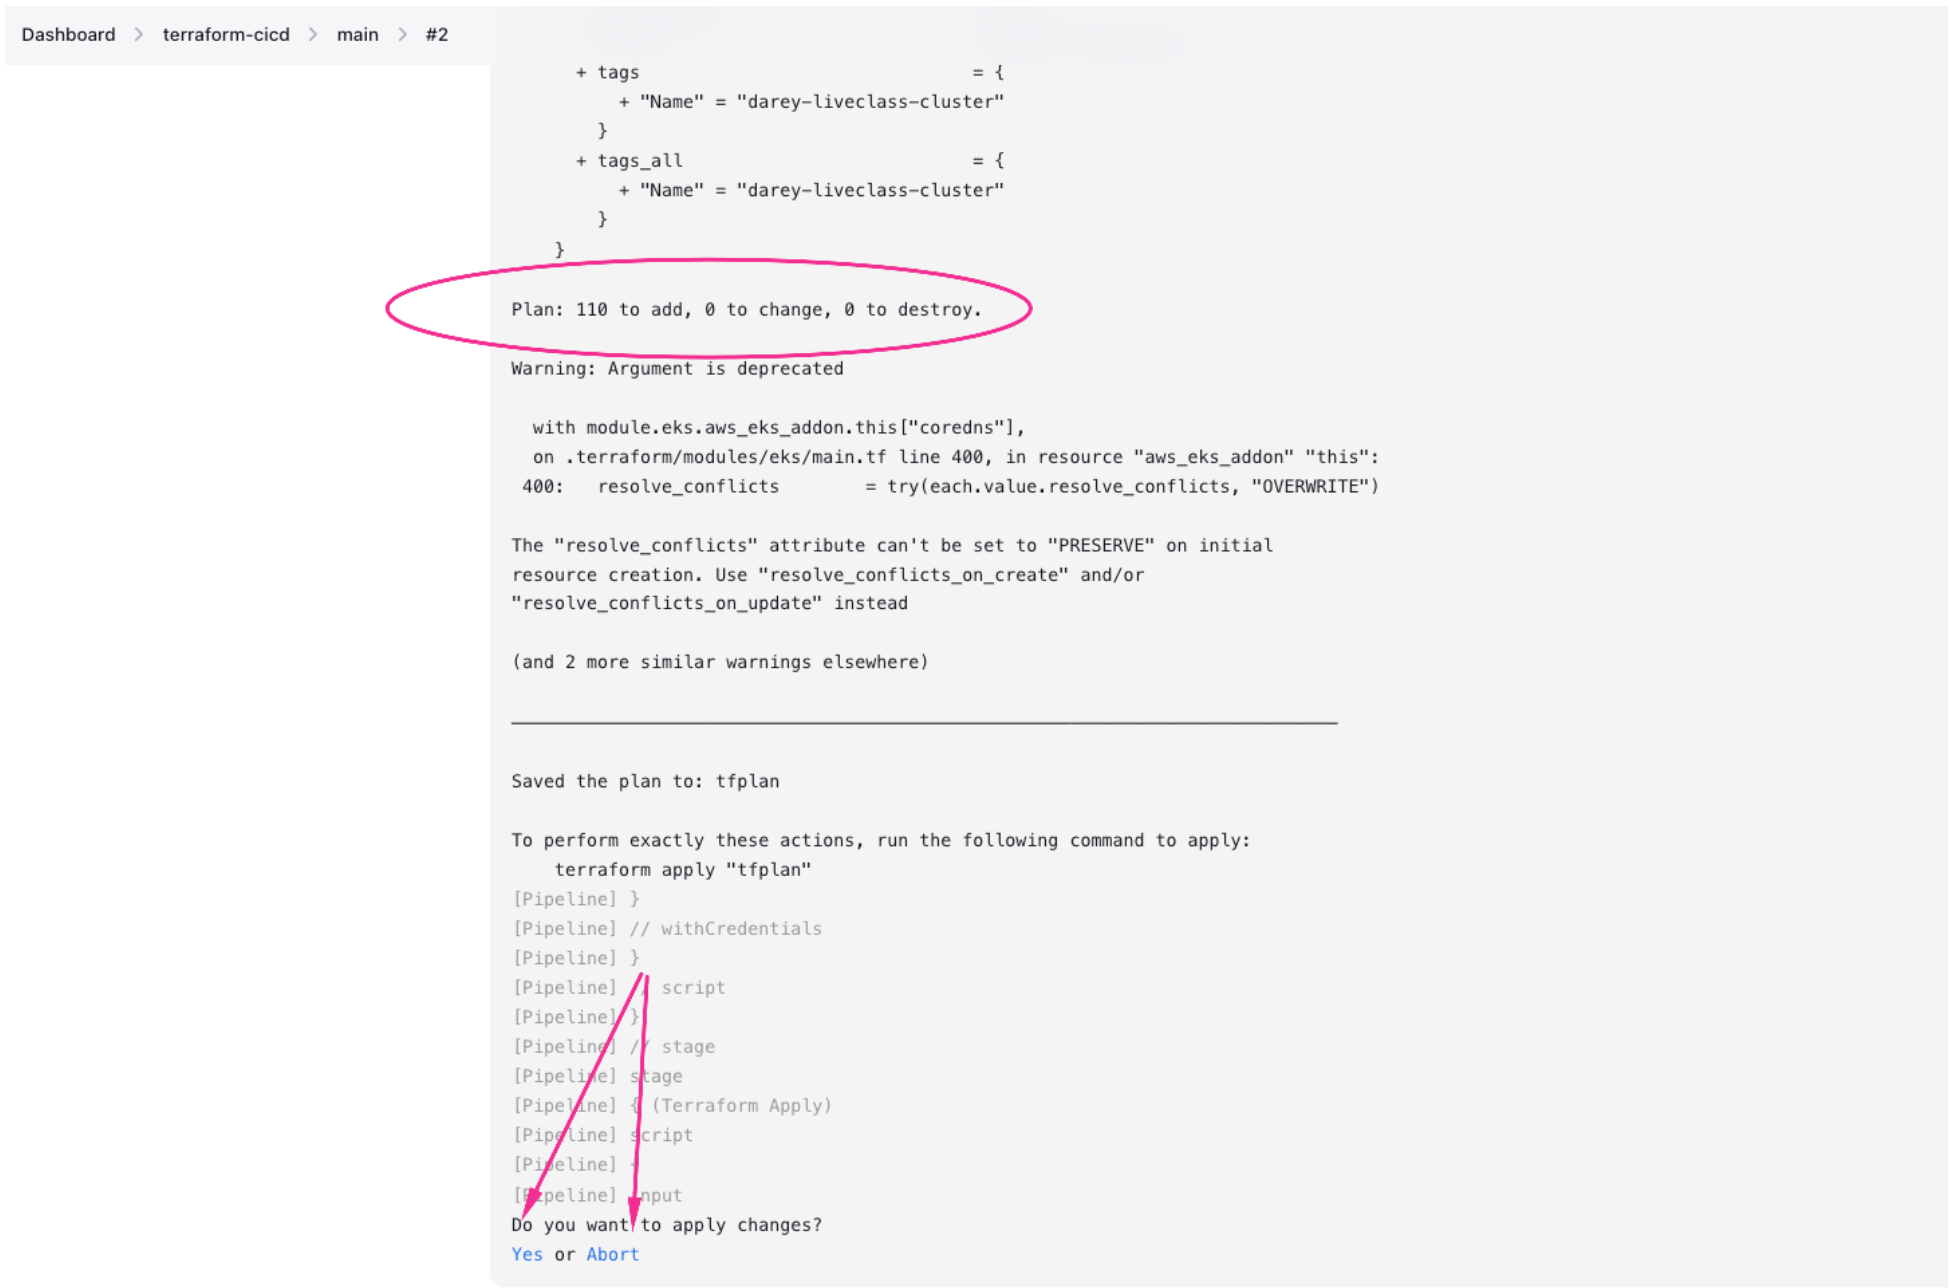 Dashboard > terraform-cicd > main > #2
+ tags = {
+ "Name" = "darey-liveclass-cluster"
}
+ tags_all = {
+ "Name" = "darey-liveclass-cluster"
}
}
Plan: 110 to add, 0 to change, 0 to destroy.
Warning: Argument is deprecated
with module.eks.aws_eks_addon.this["coredns"],
on .terraform/modules/eks/main.tf line 400, in resource "aws_eks_addon" "this":
400: resolve_conflicts = try(each.value.resolve_conflicts, "OVERWRITE")
The "resolve_conflicts" attribute can't be set to "PRESERVE" on initial
resource creation. Use "resolve_conflicts_on_create" and/or
"resolve_conflicts_on_update" instead
(and 2 more similar warnings elsewhere)
Saved the plan to: tfplan
To perform exactly these actions, run the following command to apply:
terraform apply "tfplan"
[Pipeline] }
[Pipeline] // withCredentials
[Pipeline] }
[Pipeline] // script
[Pipeline] }
[Pipeline] // stage
[Pipeline] stage
[Pipeline] { (Terraform Apply)
[Pipeline] script
[Pipeline] {
[Pipeline] input
Do you want to apply changes?
Yes or Abort